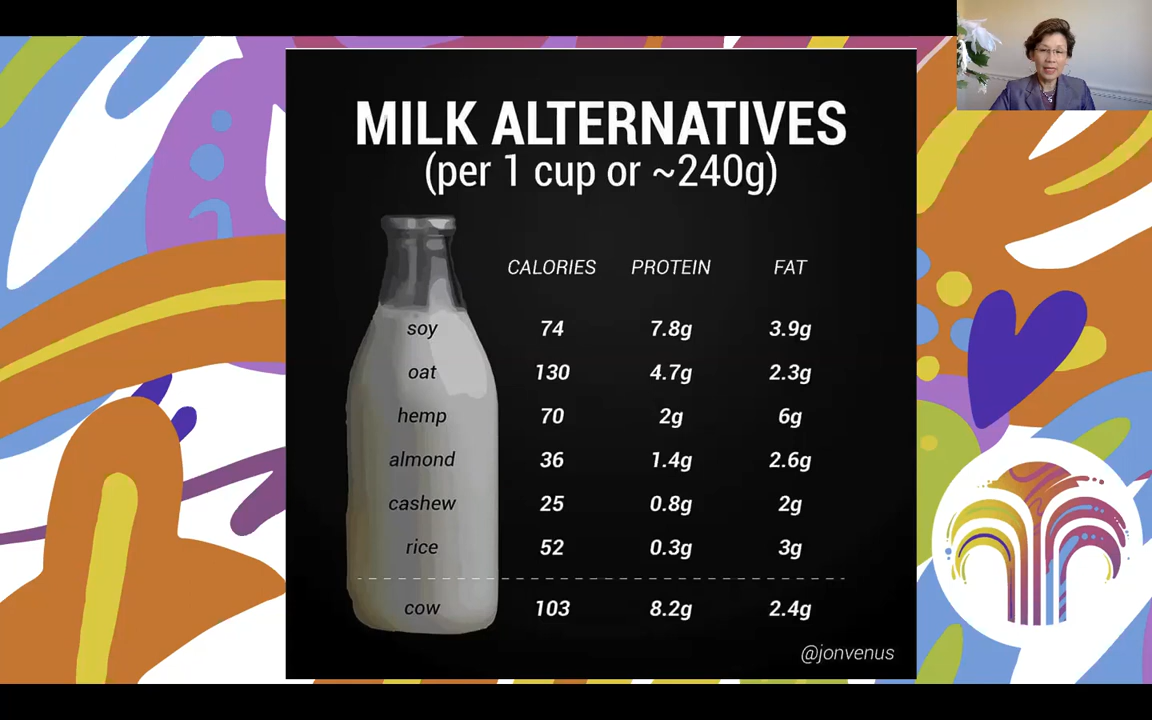 MILK ALTERNATIVES
(per 1 cup or ~240g)
CALORIES PROTEIN FAT
soy 74 7.8g 3.9g
oat 130 4.7g 2.3g
hemp 70 2g 6g
almond 36 1.4g 2.6g
cashew 25 0.8g 2g
rice 52 0.3g 3g
cow 103 8.2g 2.4g
@jonvenus